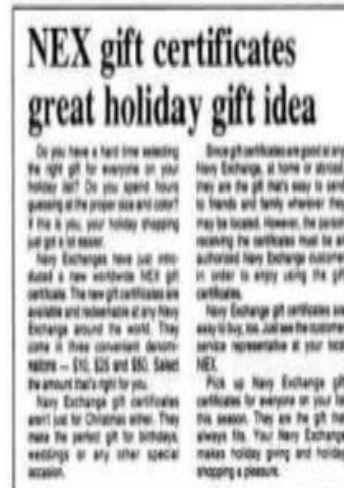 NEX gift certificates
great holiday gift idea
Do you have a hard time selecting
the right gift for everyone on your
holiday list? Do you spend hours
guessing at the proper size and color?
If this is you, your holiday shopping
just got a lot easier.
Navy Exchanges have just intro-
duced a new worldwide NEX gift
certificate. The new gift certificates are
available and redeemable at any Navy
Exchange around the world. They
come in three convenient denomi-
nations — $10, $25 and $50. Select
the amount that's right for you.
Navy Exchange gift certificates
aren't just for Christmas either. They
make the perfect gift for birthdays,
weddings or any other special
occasion.
Since gift certificates are good at any
Navy Exchange, at home or abroad,
they are the gift that's easy to send
to friends and family wherever they
may be located. However, the person
receiving the certificates must be an
authorized Navy Exchange customer
in order to enjoy using the gift
certificates.
Navy Exchange gift certificates are
easy to buy, too. Just see the customer
service representative at your local
NEX.
Pick up Navy Exchange gift
certificates for everyone on your list
this season. They are the gift that
always fits. Your Navy Exchange
makes holiday giving and holiday
shopping a pleasure.